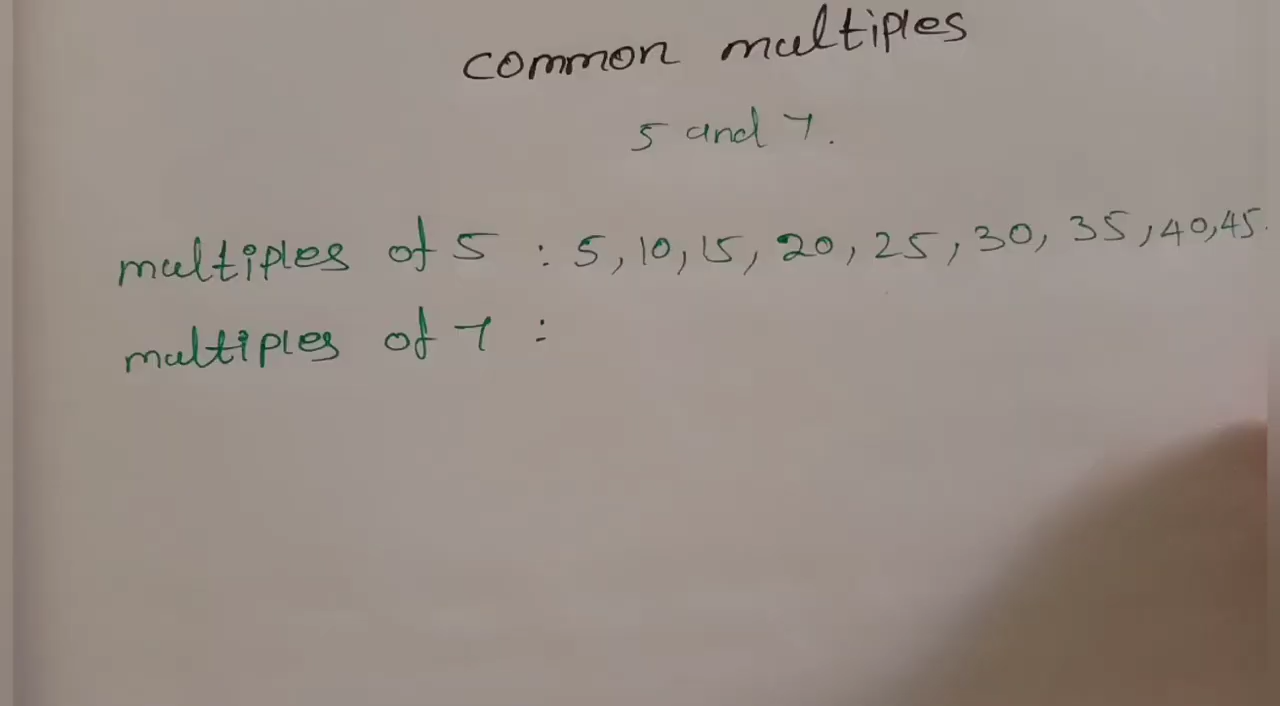 common multiples
5 and 7.
multiples of 5 : 5, 10, 15, 20, 25, 30, 35, 40, 45.
multiples of 7 :